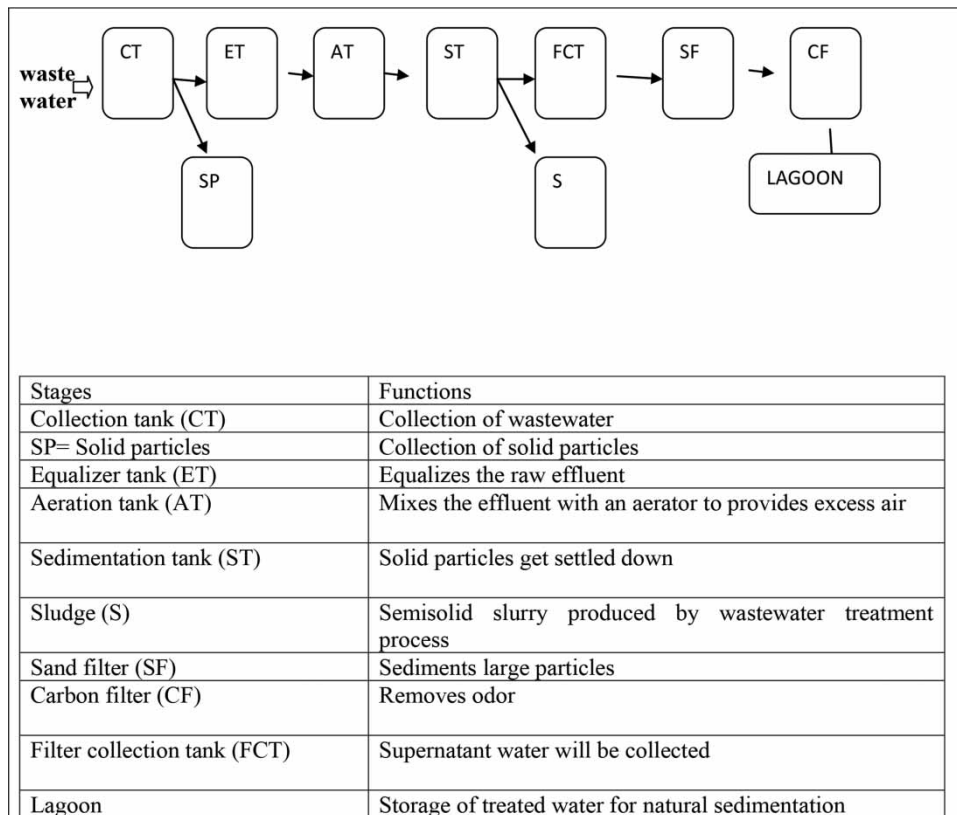 CT
ET
AT
ST
FCT
SF
CF
waste
water
SP
S
LAGOON
Stages Functions
Collection tank (CT) Collection of wastewater
SP= Solid particles Collection of solid particles
Equalizer tank (ET) Equalizes the raw effluent
Aeration tank (AT) Mixes the effluent with an aerator to provides excess air
Sedimentation tank (ST) Solid particles get settled down
Sludge (S) Semisolid slurry produced by wastewater treatment
process
Sand filter (SF) Sediments large particles
Carbon filter (CF) Removes odor
Filter collection tank (FCT) Supernatant water will be collected
Lagoon Storage of treated water for natural sedimentation